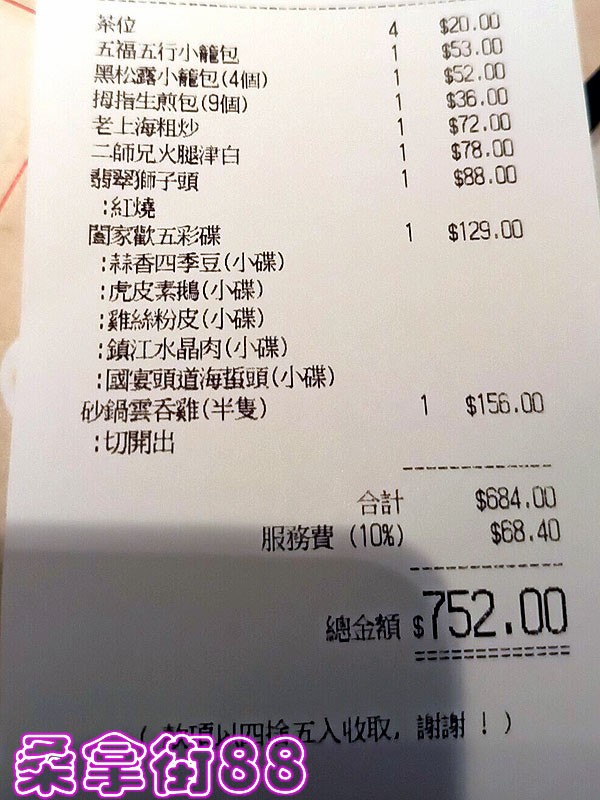 茶位 4 $20.00
五福五行小籠包 1 $53.00
黑松露小籠包(4個) 1 $52.00
拇指生煎包(9個) 1 $36.00
老上海粗炒 1 $72.00
二師兄火腿津白 1 $78.00
翡翠獅子頭 1 $88.00
:紅燒
闔家歡五彩碟 1 $129.00
:蒜香四季豆(小碟)
:虎皮素鵝(小碟)
:雞絲粉皮(小碟)
:鎮江水晶肉(小碟)
:國宴頭道海蜇頭(小碟)
砂鍋雲吞雞(半隻) 1 $156.00
:切開出
合計 $684.00
服務費 (10%) $68.40
總金額 $752.00
( 款項以四捨五入收取, 謝謝 ! )
柔拿街88